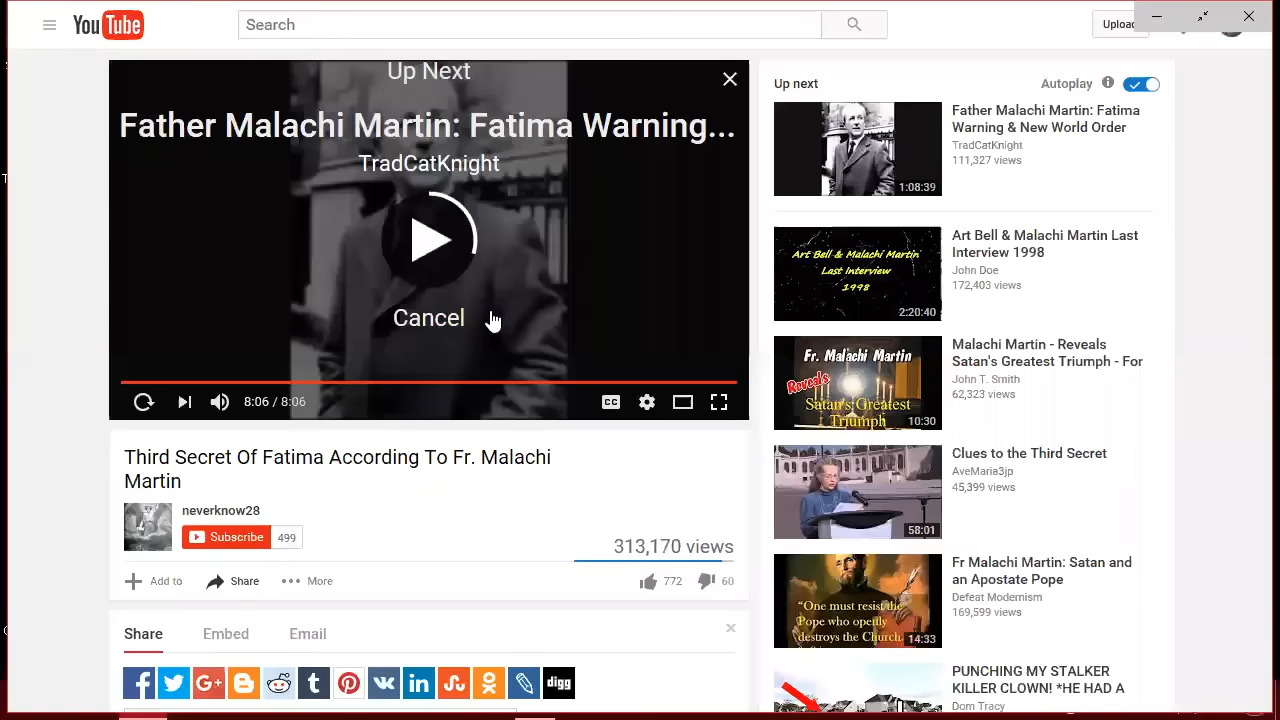 YouTube
Search
Upload
Up Next
Father Malachi Martin: Fatima Warning...
TradCatKnight
Cancel
8:06 / 8:06
CC
Third Secret Of Fatima According To Fr. Malachi
Martin
neverknow28
Subscribe 499
313,170 views
Add to Share More 772 60
Share Embed Email
digg
Up next Autoplay
Father Malachi Martin: Fatima
Warning & New World Order
TradCatKnight
111,327 views
1:08:39
Art Bell & Malachi Martin
Last Interview
1998
2:20:40
Art Bell & Malachi Martin Last
Interview 1998
John Doe
172,403 views
Fr. Malachi Martin
Reveals
Satan's Greatest
Triumph
10:30
Malachi Martin - Reveals
Satan's Greatest Triumph - For
John T. Smith
62,323 views
58:01
Clues to the Third Secret
AveMaria3jp
45,399 views
"One must resist the
Pope who openly
destroys the Church.
14:33
Fr Malachi Martin: Satan and
an Apostate Pope
Defeat Modernism
169,599 views
PUNCHING MY STALKER
KILLER CLOWN! *HE HAD A
Dom Tracy